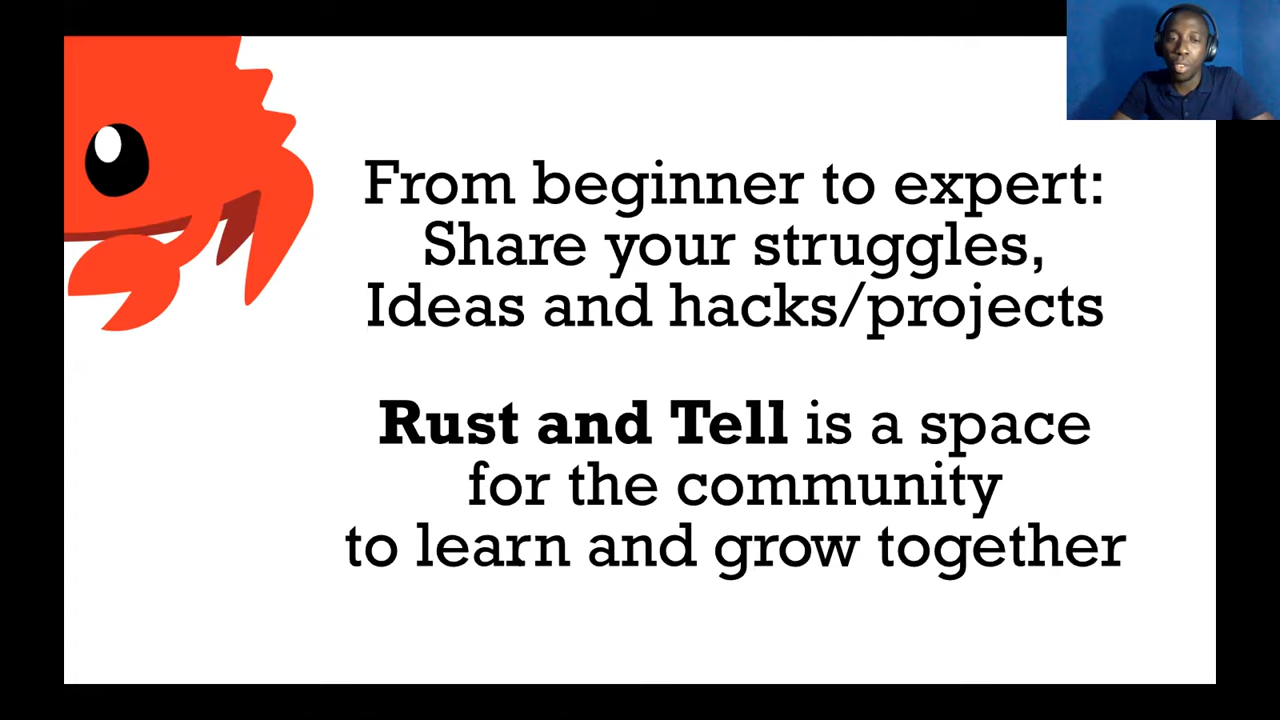 From beginner to expert:
Share your struggles,
Ideas and hacks/projects
Rust and Tell is a space
for the community
to learn and grow together